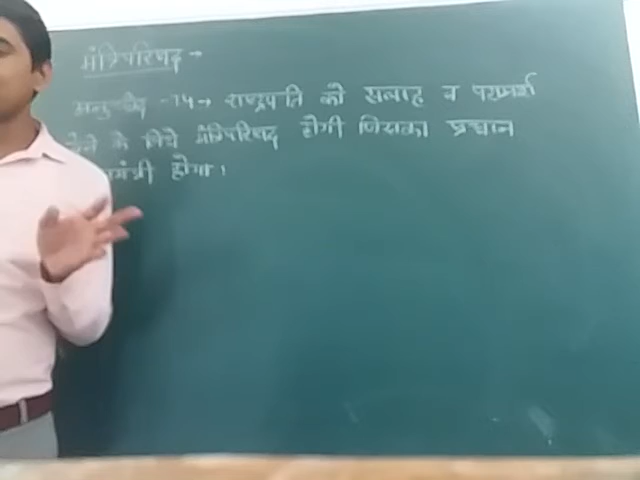 मंत्रिपरिषद →
अनुच्छेद -74→ राष्ट्रपति को सलाह व परामर्श
देने के लिये मंत्रिपरिषद होगी जिसका प्रधान
मंत्री होगा।